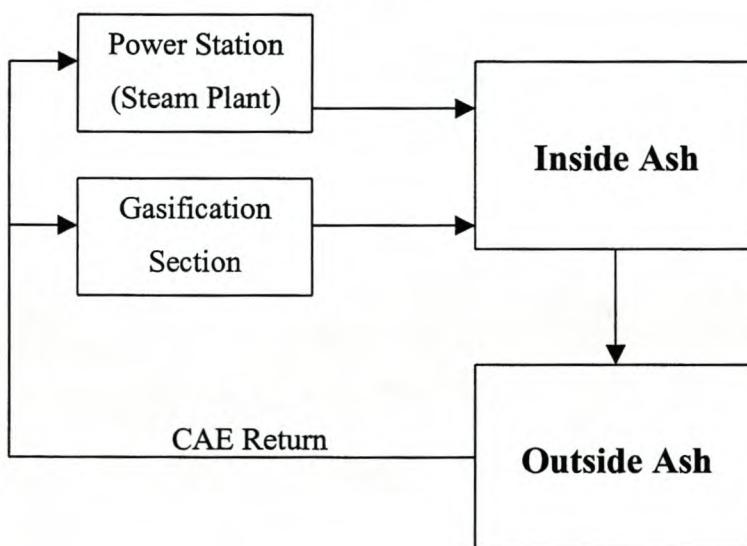 Power Station
(Steam Plant)
Inside Ash
Gasification
Section
CAE Return
Outside Ash